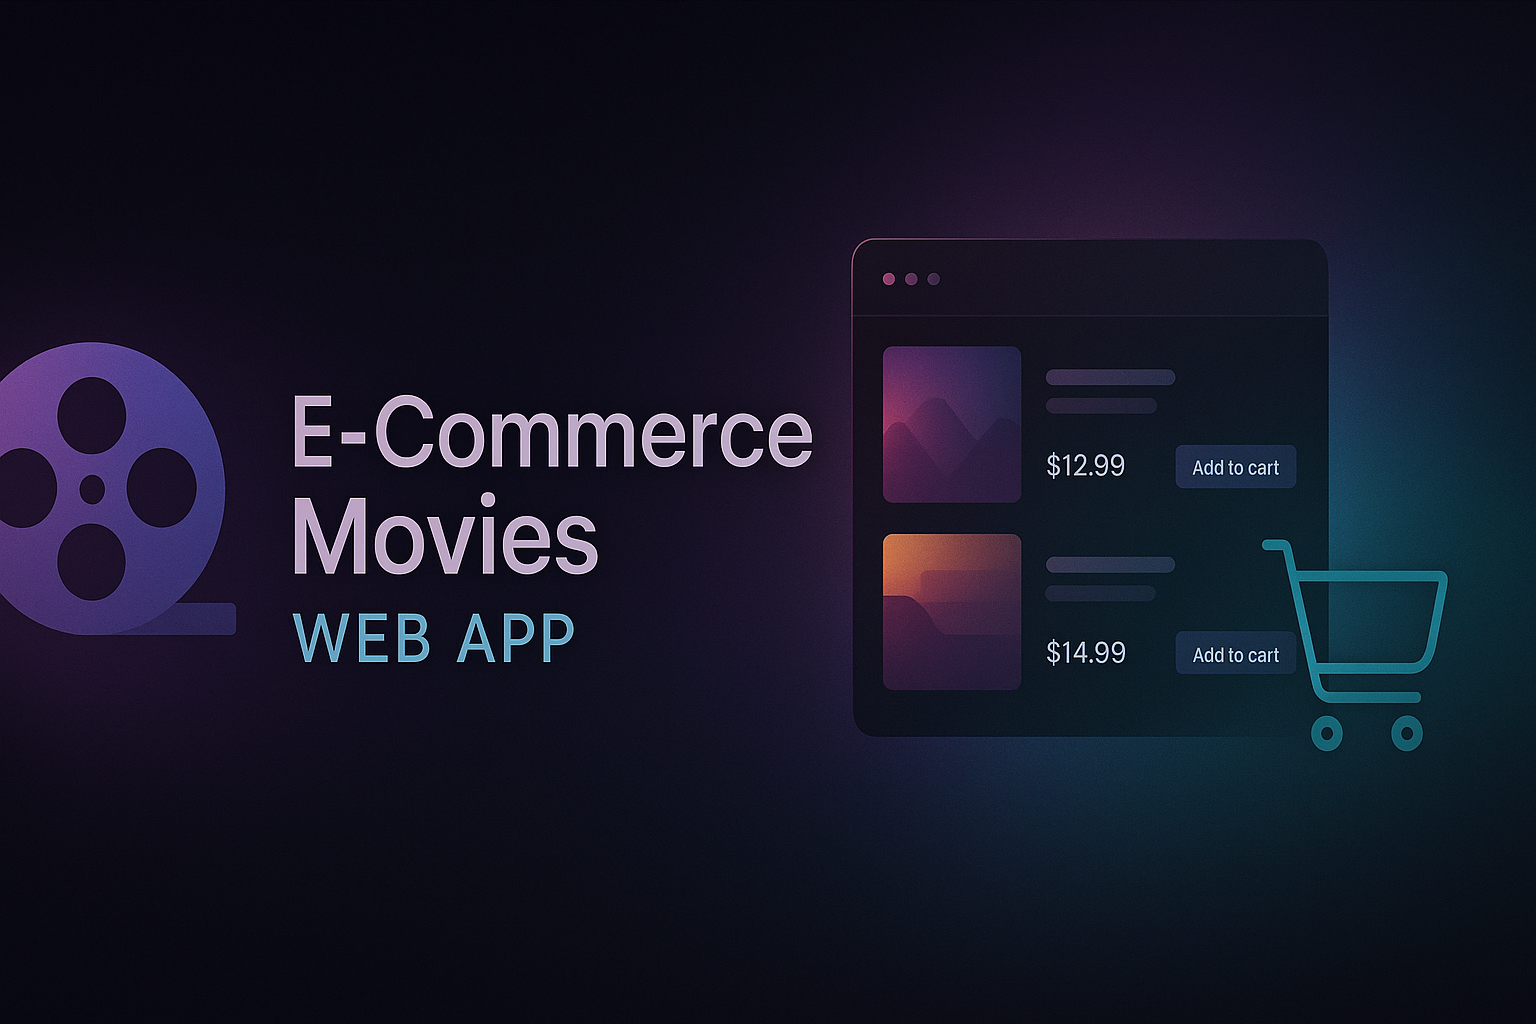 E-Commerce
Movies
WEB APP
$12.99
Add to cart
$14.99
Add to cart